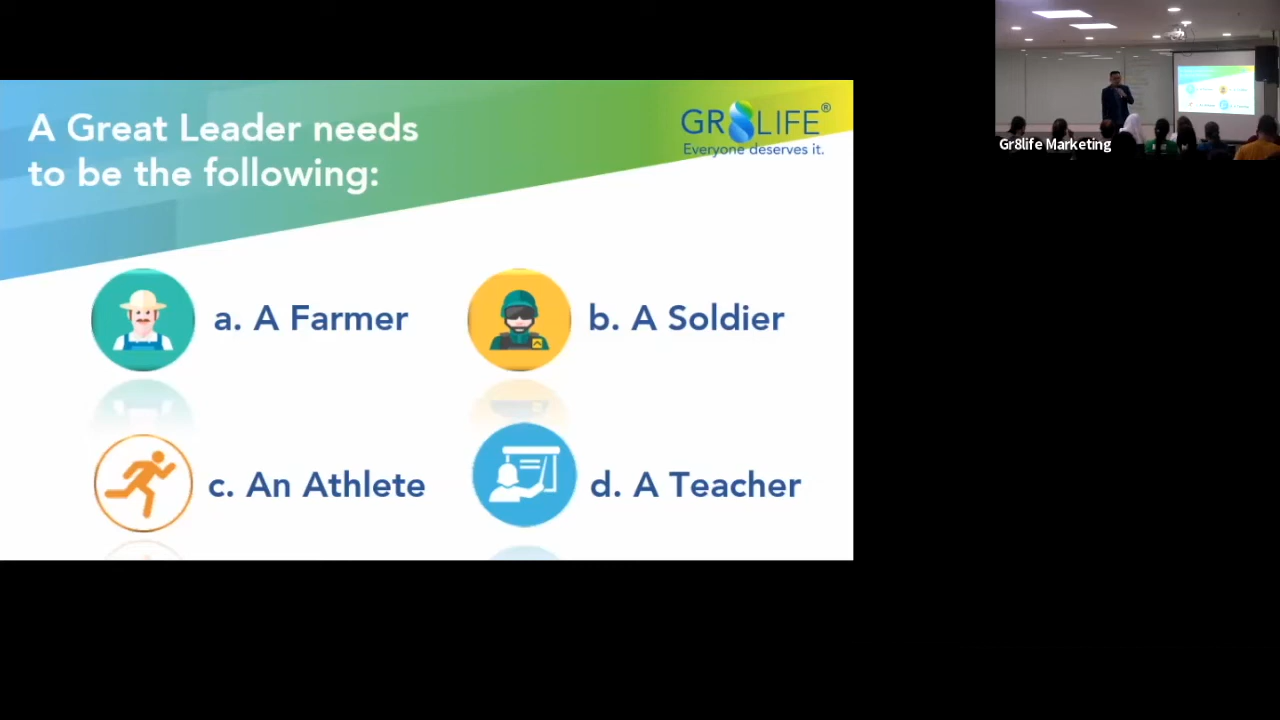 A Great Leader needs
to be the following:
GR8LIFE®
Everyone deserves it.
a. A Farmer
b. A Soldier
c. An Athlete
d. A Teacher
Gr8life Marketing